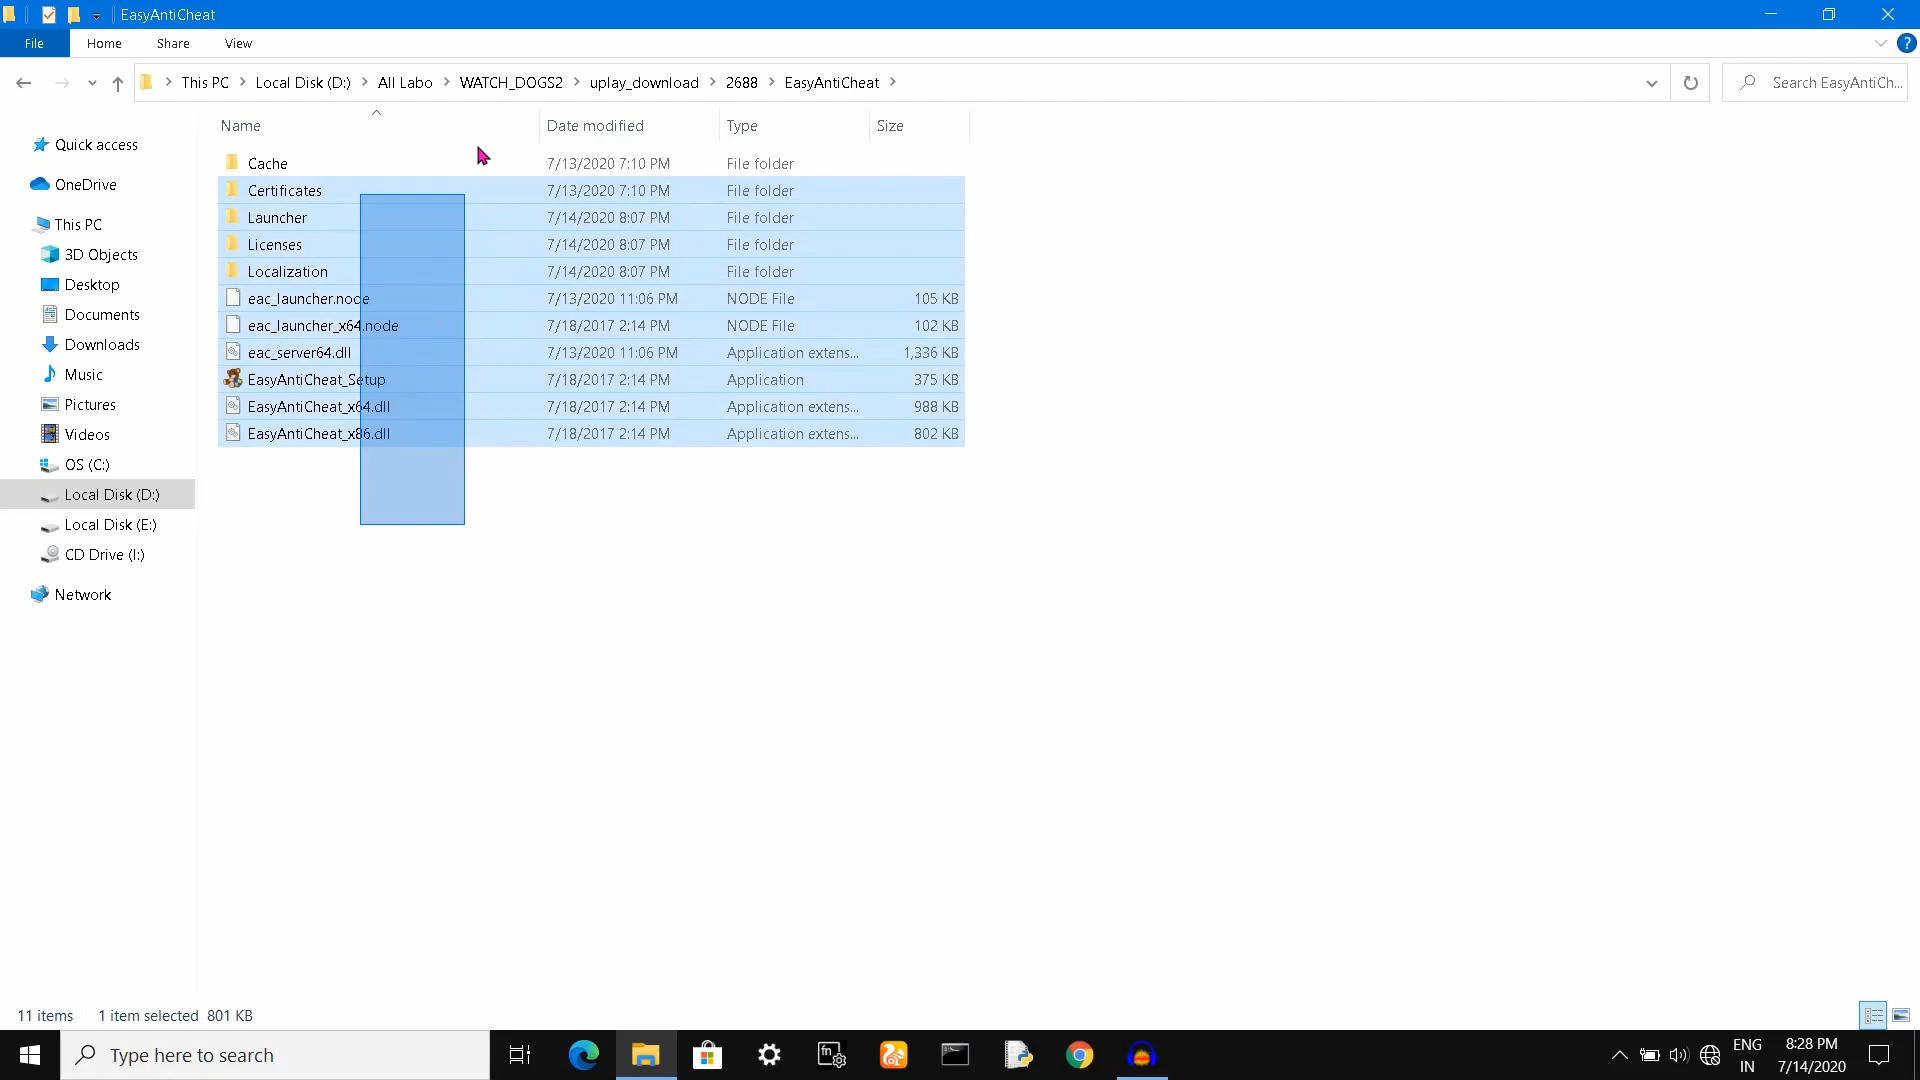 EasyAntiCheat
File Home Share View
This PC Local Disk (D:) All Labo WATCH_DOGS2 uplay_download 2688 EasyAntiCheat Search EasyAntiCh...
Name Date modified Type Size
Quick access
OneDrive
This PC
3D Objects
Desktop
Documents
Downloads
Music
Pictures
Videos
OS (C:)
Local Disk (D:)
Local Disk (E:)
CD Drive (I:)
Network
Cache 7/13/2020 7:10 PM File folder
Certificates 7/13/2020 7:10 PM File folder
Launcher 7/14/2020 8:07 PM File folder
Licenses 7/14/2020 8:07 PM File folder
Localization 7/14/2020 8:07 PM File folder
eac_launcher.node 7/13/2020 11:06 PM NODE File 105 KB
eac_launcher_x64.node 7/18/2017 2:14 PM NODE File 102 KB
eac_server64.dll 7/13/2020 11:06 PM Application extens... 1,336 KB
EasyAntiCheat_Setup 7/18/2017 2:14 PM Application 375 KB
EasyAntiCheat_x64.dll 7/18/2017 2:14 PM Application extens... 988 KB
EasyAntiCheat_x86.dll 7/18/2017 2:14 PM Application extens... 802 KB
11 items 1 item selected 801 KB
Type here to search
fn
ENG
IN
8:28 PM
7/14/2020